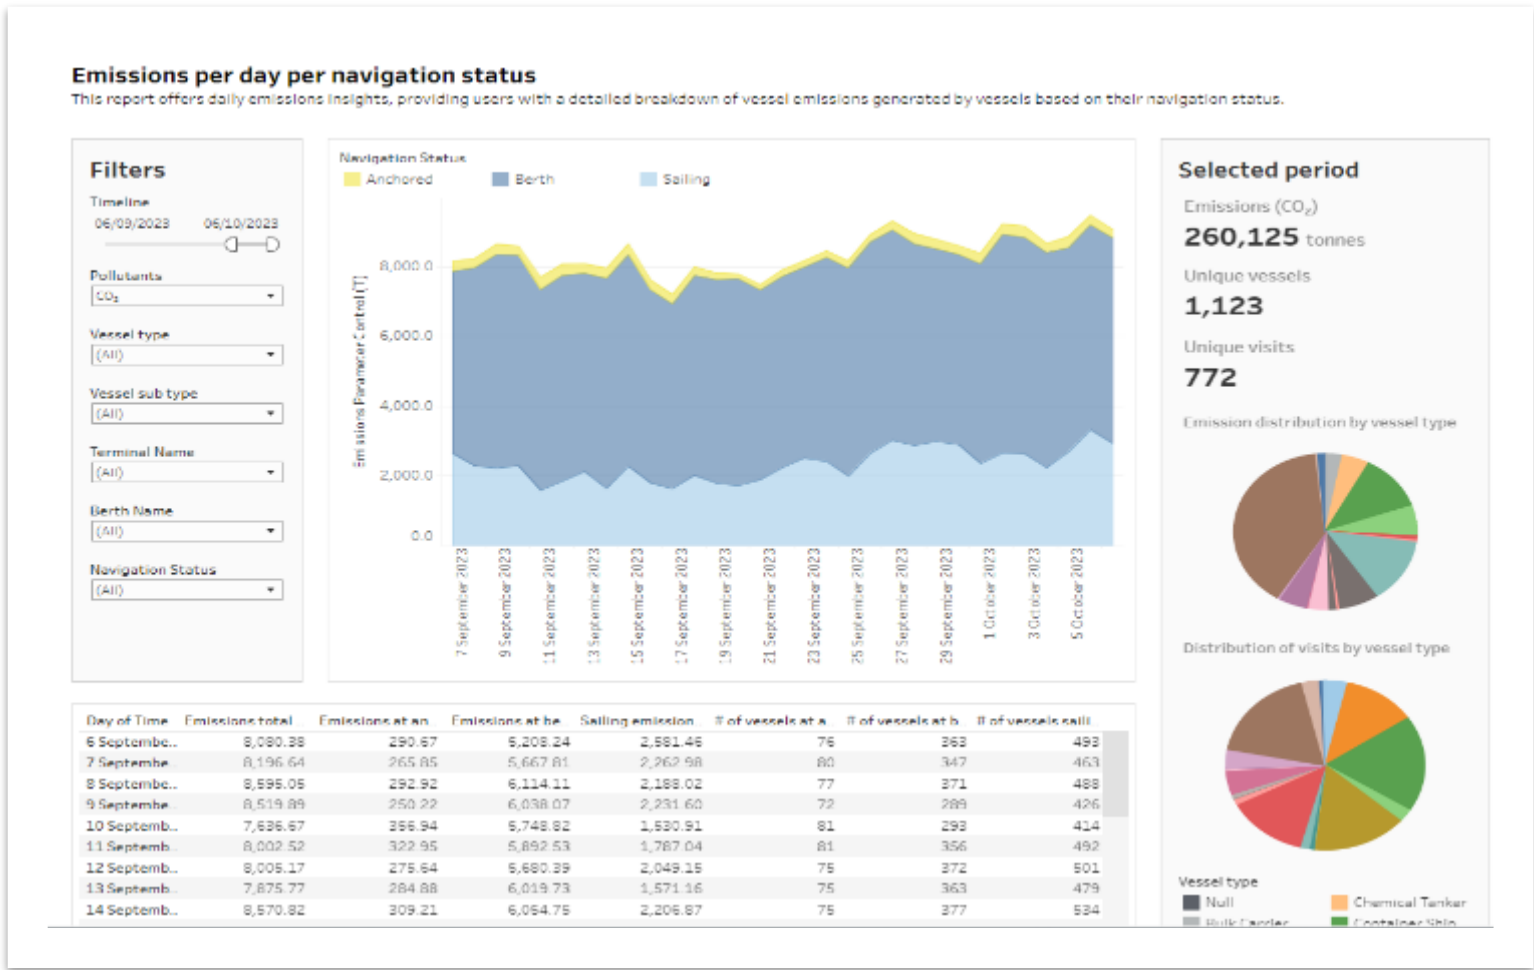 Emissions per day per navigation status
This report offers daily emissions insights, providing users with a detailed breakdown of vessel emissions generated by vessels based on their navigation status.
Filters
Timeline
06/09/2023 06/10/2023
Pollutants
CO₂
Vessel type
(All)
Vessel sub type
(All)
Terminal Name
(All)
Berth Name
(All)
Navigation Status
(All)
Navigation Status
Anchored Berth Sailing
Emissions Parameter Control (T)
8,000.0
6,000.0
4,000.0
2,000.0
0.0
7 September 2023
9 September 2023
11 September 2023
13 September 2023
15 September 2023
17 September 2023
19 September 2023
21 September 2023
23 September 2023
25 September 2023
27 September 2023
29 September 2023
1 October 2023
3 October 2023
5 October 2023
Selected period
Emissions (CO₂)
260,125 tonnes
Unique vessels
1,123
Unique visits
772
Emission distribution by vessel type
Distribution of visits by vessel type
Vessel type
Null Chemical Tanker
Bulk Carrier Container Ship
Day of Time Emissions total Emissions at an.. Emissions at be.. Sailing emission.. # of vessels at a.. # of vessels at b.. # of vessels saili..
6 Septembe.. 8,080.38 290.67 5,208.24 2,581.46 76 363 493
7 Septembe.. 8,196.64 265.85 5,667.81 2,262.98 80 347 463
8 Septembe.. 8,595.05 292.92 6,114.11 2,188.02 77 371 488
9 Septembe.. 8,519.89 250.22 6,038.07 2,231.60 72 289 426
10 Septemb.. 7,636.67 356.94 5,748.82 1,530.91 81 293 414
11 Septemb.. 8,002.52 322.95 5,892.53 1,787.04 81 356 492
12 Septemb.. 8,005.17 275.64 5,680.39 2,049.15 75 372 501
13 Septemb.. 7,875.77 284.88 6,019.73 1,571.16 75 363 479
14 Septemb.. 8,570.82 309.21 6,054.75 2,206.87 75 377 534